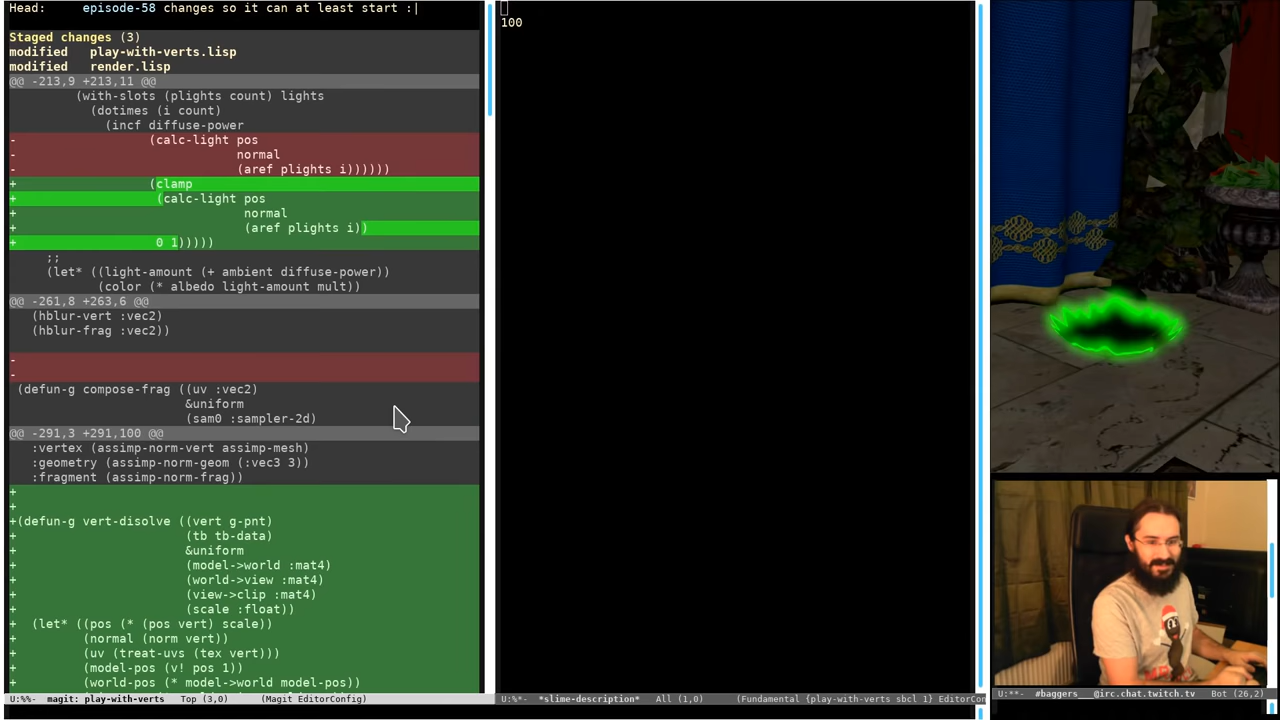 Head:     episode-58 changes so it can at least start :|
Staged changes (3)
modified   play-with-verts.lisp
modified   render.lisp
@@ -213,9 +213,11 @@
         (with-slots (plights count) lights
           (dotimes (i count)
             (incf diffuse-power
-                  (calc-light pos
-                              normal
-                              (aref plights i))))))
+                  (clamp
+                   (calc-light pos
+                               normal
+                               (aref plights i))
+                   0 1)))))
     ;;
    (let* ((light-amount (+ ambient diffuse-power))
           (color (* albedo light-amount mult))
@@ -261,8 +263,6 @@
   (hblur-vert :vec2)
   (hblur-frag :vec2))
-
-
 (defun-g compose-frag ((uv :vec2)
                        &uniform
                        (sam0 :sampler-2d)
@@ -291,3 +291,100 @@
   :vertex (assimp-norm-vert assimp-mesh)
   :geometry (assimp-norm-geom (:vec3 3))
   :fragment (assimp-norm-frag))
+
+
+(defun-g vert-disolve ((vert g-pnt)
+                       (tb tb-data)
+                       &uniform
+                       (model->world :mat4)
+                       (world->view :mat4)
+                       (view->clip :mat4)
+                       (scale :float))
+  (let* ((pos (* (pos vert) scale))
+         (normal (norm vert))
+         (uv (treat-uvs (tex vert)))
+         (model-pos (v! pos 1))
+         (world-pos (* model->world model-pos))
U:%%-  magit: play-with-verts   Top (3,0)      (Magit EditorConfig)
100
U:%*-  *slime-description*   All (1,0)      (Fundamental {play-with-verts sbcl 1} EditorCon
U:**-  #baggers___@irc.chat.twitch.tv   Bot (26,2)